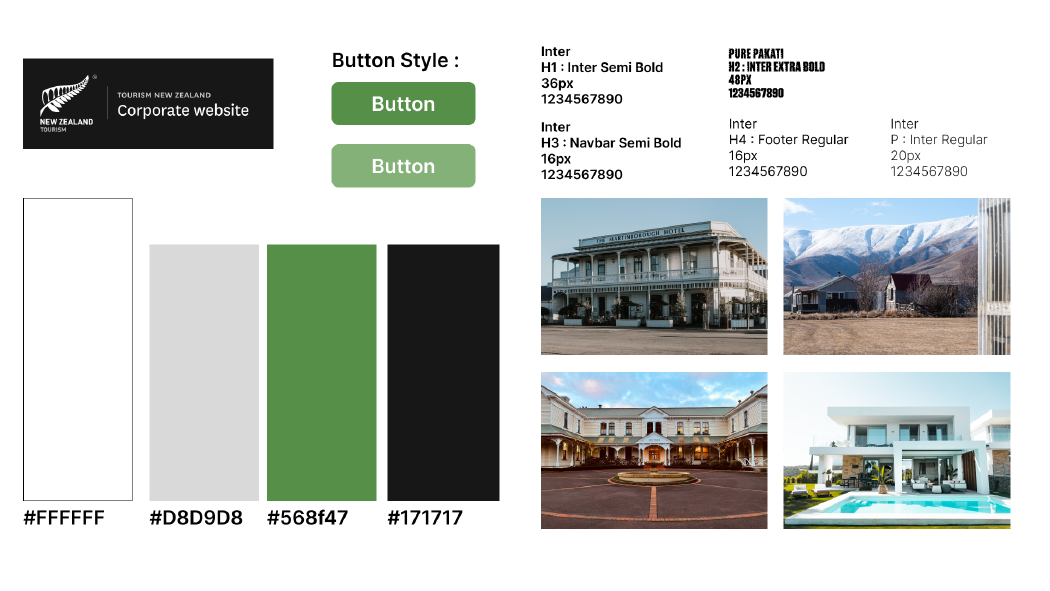 NEW ZEALAND
TOURISM
®
TOURISM NEW ZEALAND
Corporate website
Button Style :
Button
Button
#FFFFFF
#D8D9D8
#568f47
#171717
Inter
H1 : Inter Semi Bold
36px
1234567890
PURE PAKATI
H2 : INTER EXTRA BOLD
48PX
1234567890
Inter
H3 : Navbar Semi Bold
16px
1234567890
Inter
H4 : Footer Regular
16px
1234567890
Inter
P : Inter Regular
20px
1234567890
THE MARTINBOROUGH HOTEL